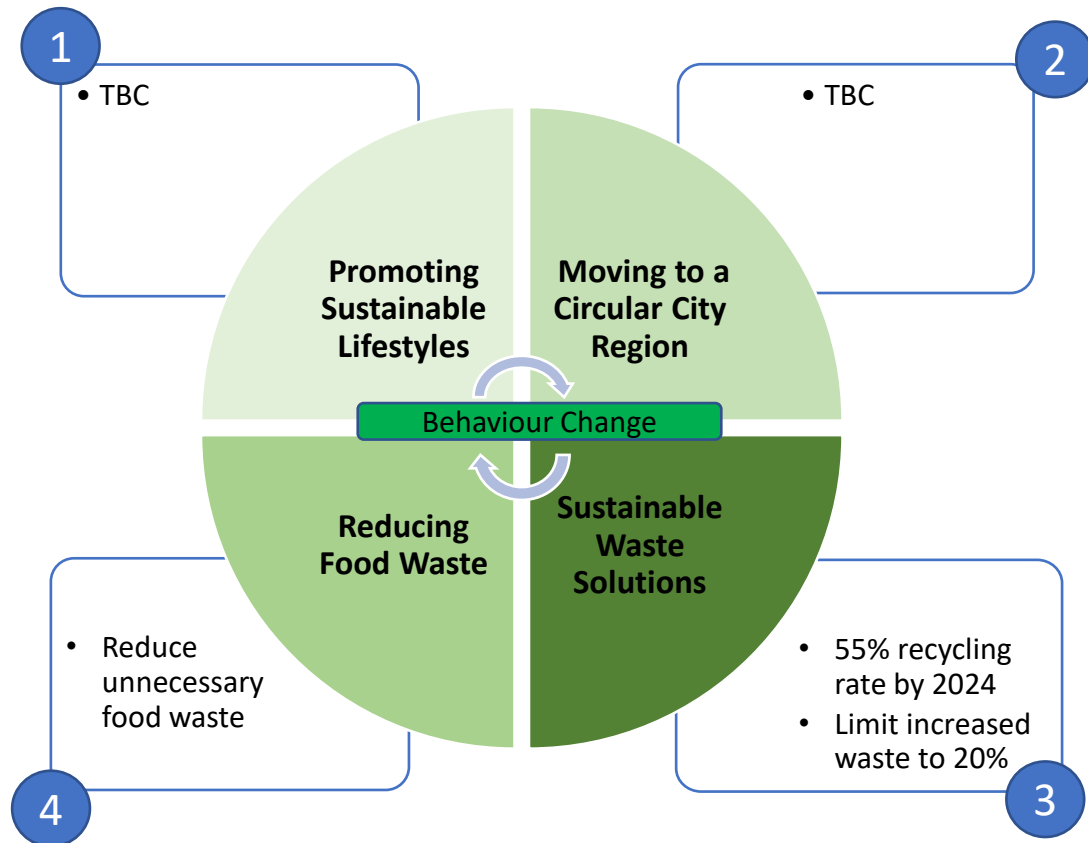 1
• TBC
2
• TBC
Promoting
Sustainable
Lifestyles
Moving to a
Circular City
Region
Behaviour Change
Reducing
Food Waste
Sustainable
Waste
Solutions
• Reduce
unnecessary
food waste
4
• 55% recycling
rate by 2024
• Limit increased
waste to 20%
3